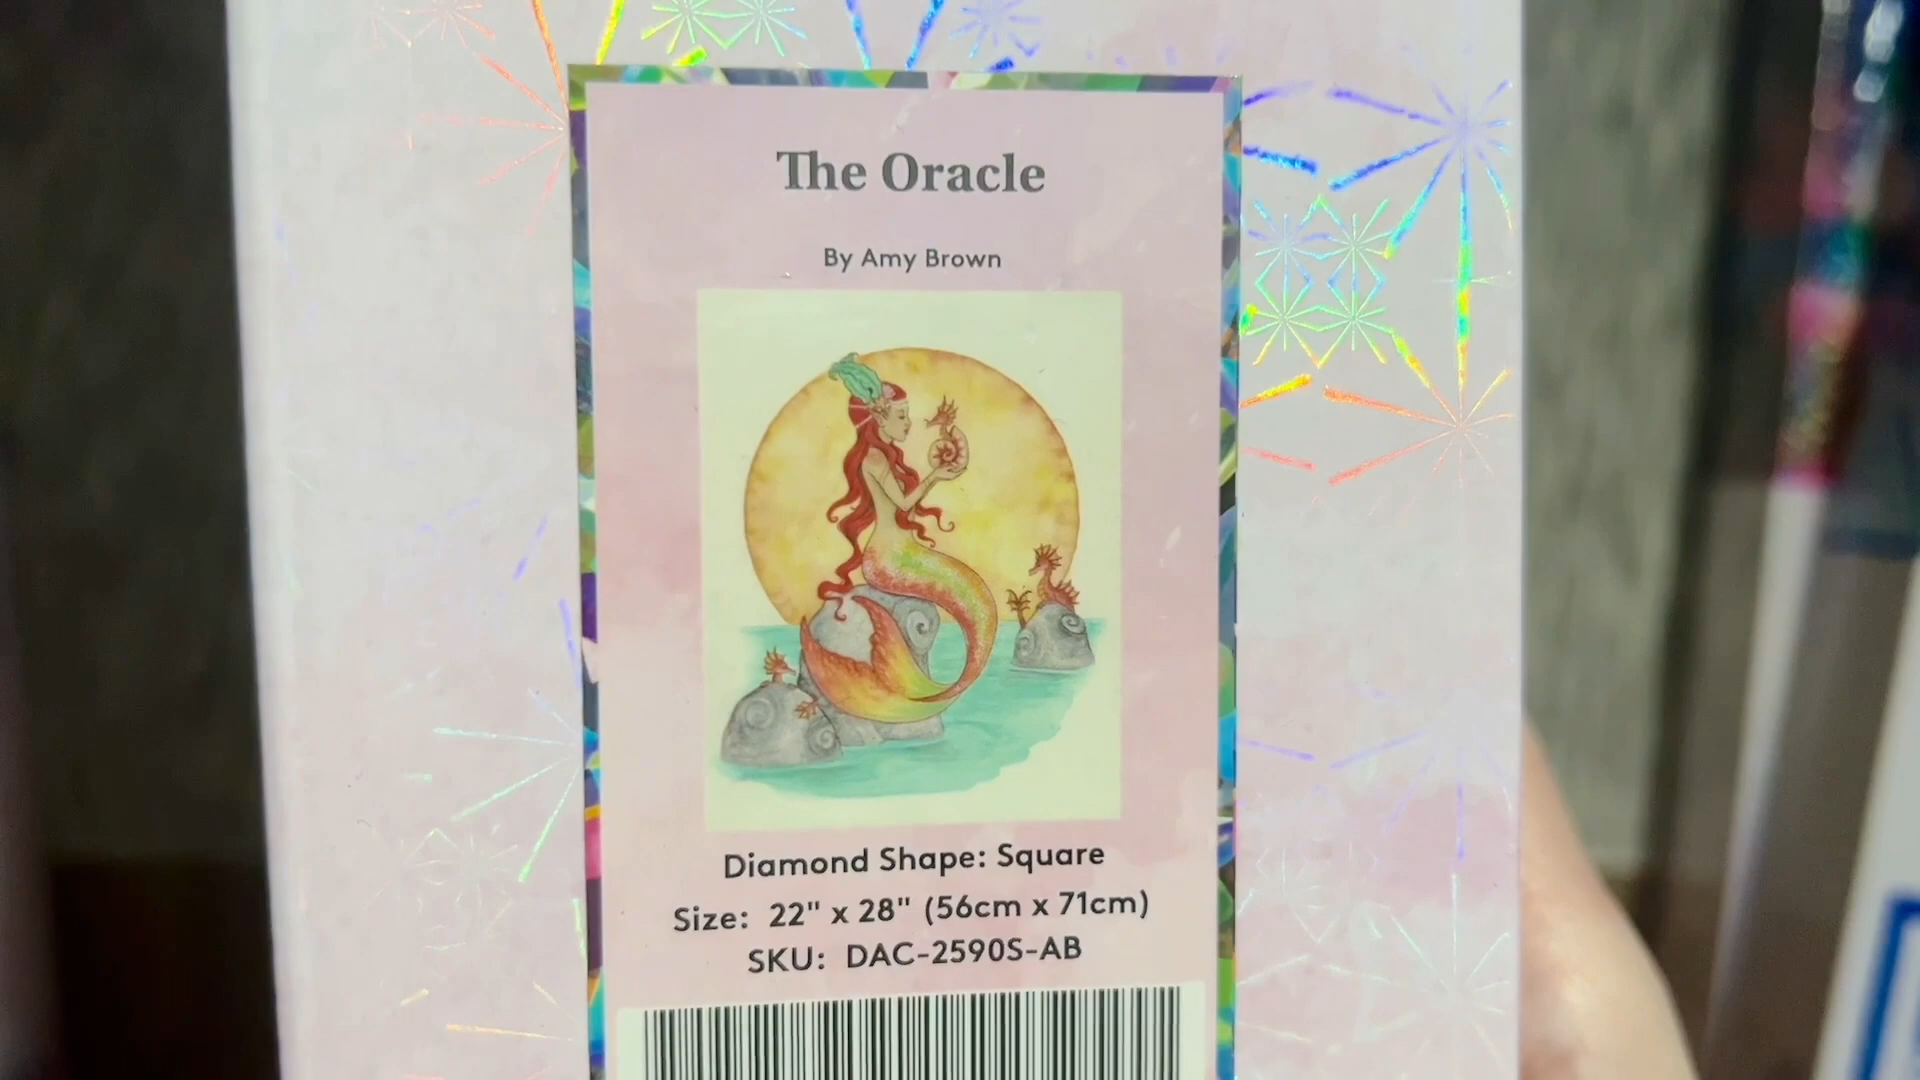 The Oracle
By Amy Brown
Diamond Shape: Square
Size: 22" x 28" (56cm x 71cm)
SKU: DAC-2590S-AB